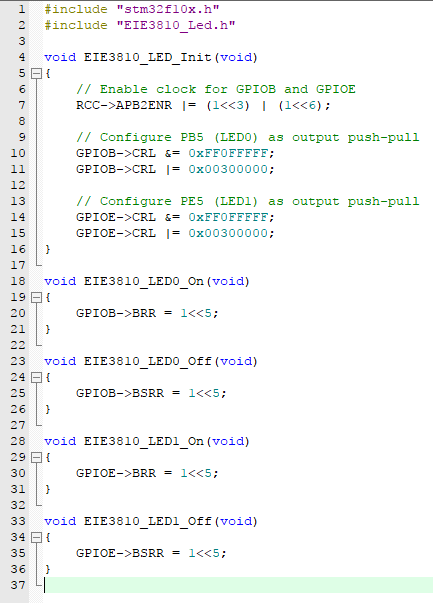 1 #include "stm32f10x.h"
2 #include "EIE3810_Led.h"
3
4 void EIE3810_LED_Init(void)
5 {
6 // Enable clock for GPIOB and GPIOE
7 RCC->APB2ENR |= (1<<3) | (1<<6);
8
9 // Configure PB5 (LED0) as output push-pull
10 GPIOB->CRL &= 0xFF0FFFFF;
11 GPIOB->CRL |= 0x00300000;
12
13 // Configure PE5 (LED1) as output push-pull
14 GPIOE->CRL &= 0xFF0FFFFF;
15 GPIOE->CRL |= 0x00300000;
16 }
17
18 void EIE3810_LED0_On(void)
19 {
20 GPIOB->BRR = 1<<5;
21 }
22
23 void EIE3810_LED0_Off(void)
24 {
25 GPIOB->BSRR = 1<<5;
26 }
27
28 void EIE3810_LED1_On(void)
29 {
30 GPIOE->BRR = 1<<5;
31 }
32
33 void EIE3810_LED1_Off(void)
34 {
35 GPIOE->BSRR = 1<<5;
36 }
37